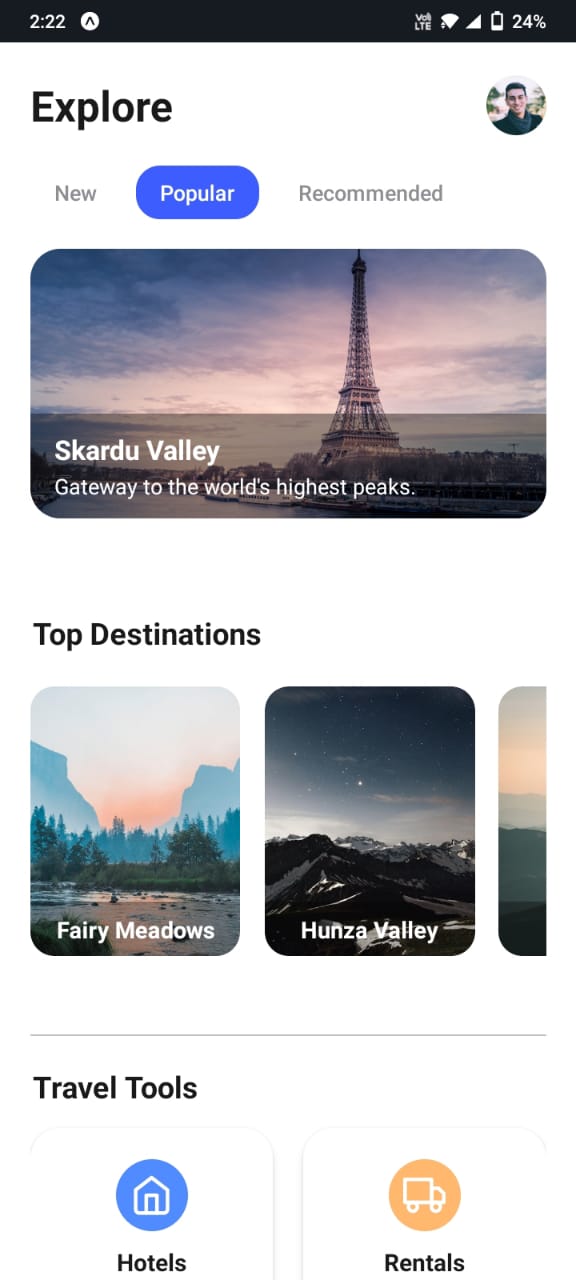 2:22
Vo) LTE
24%
Explore
New
Popular
Recommended
Skardu Valley
Gateway to the world's highest peaks.
Top Destinations
Fairy Meadows
Hunza Valley
Travel Tools
Hotels
Rentals